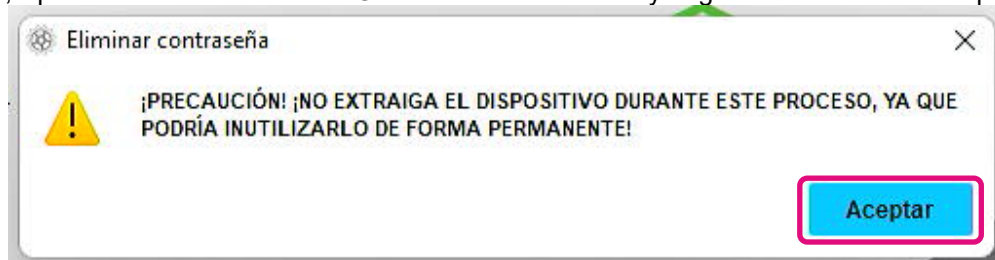 Eliminar contraseña
¡PRECAUCIÓN! ¡NO EXTRAIGA EL DISPOSITIVO DURANTE ESTE PROCESO, YA QUE
PODRÍA INUTILIZARLO DE FORMA PERMANENTE!
Aceptar